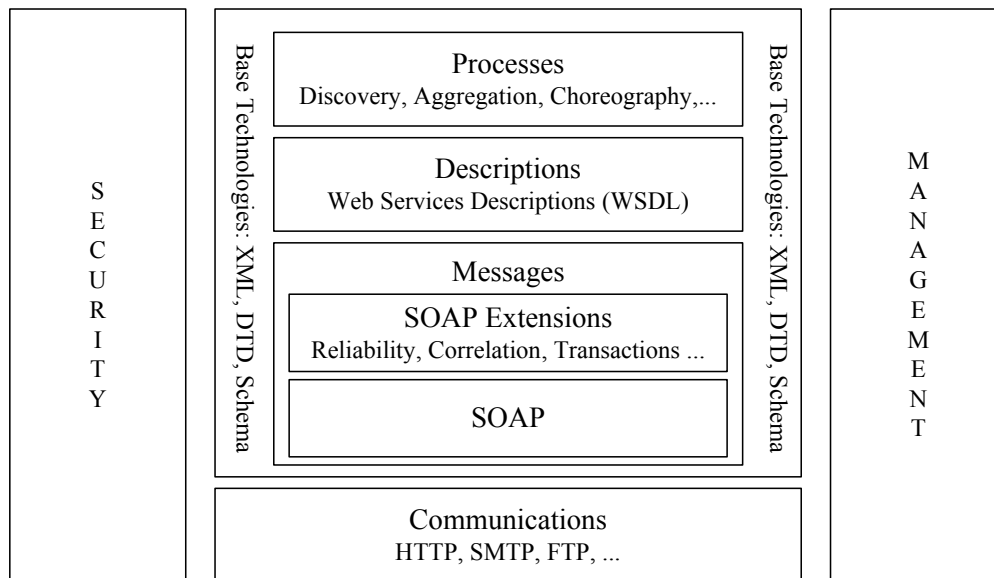 SECURITY
Base Technologies: XML, DTD, Schema
Processes
Discovery, Aggregation, Choreography,...
Descriptions
Web Services Descriptions (WSDL)
Messages
SOAP Extensions
Reliability, Correlation, Transactions ...
SOAP
Base Technologies: XML, DTD, Schema
Communications
HTTP, SMTP, FTP, ...
MANAGEMENT